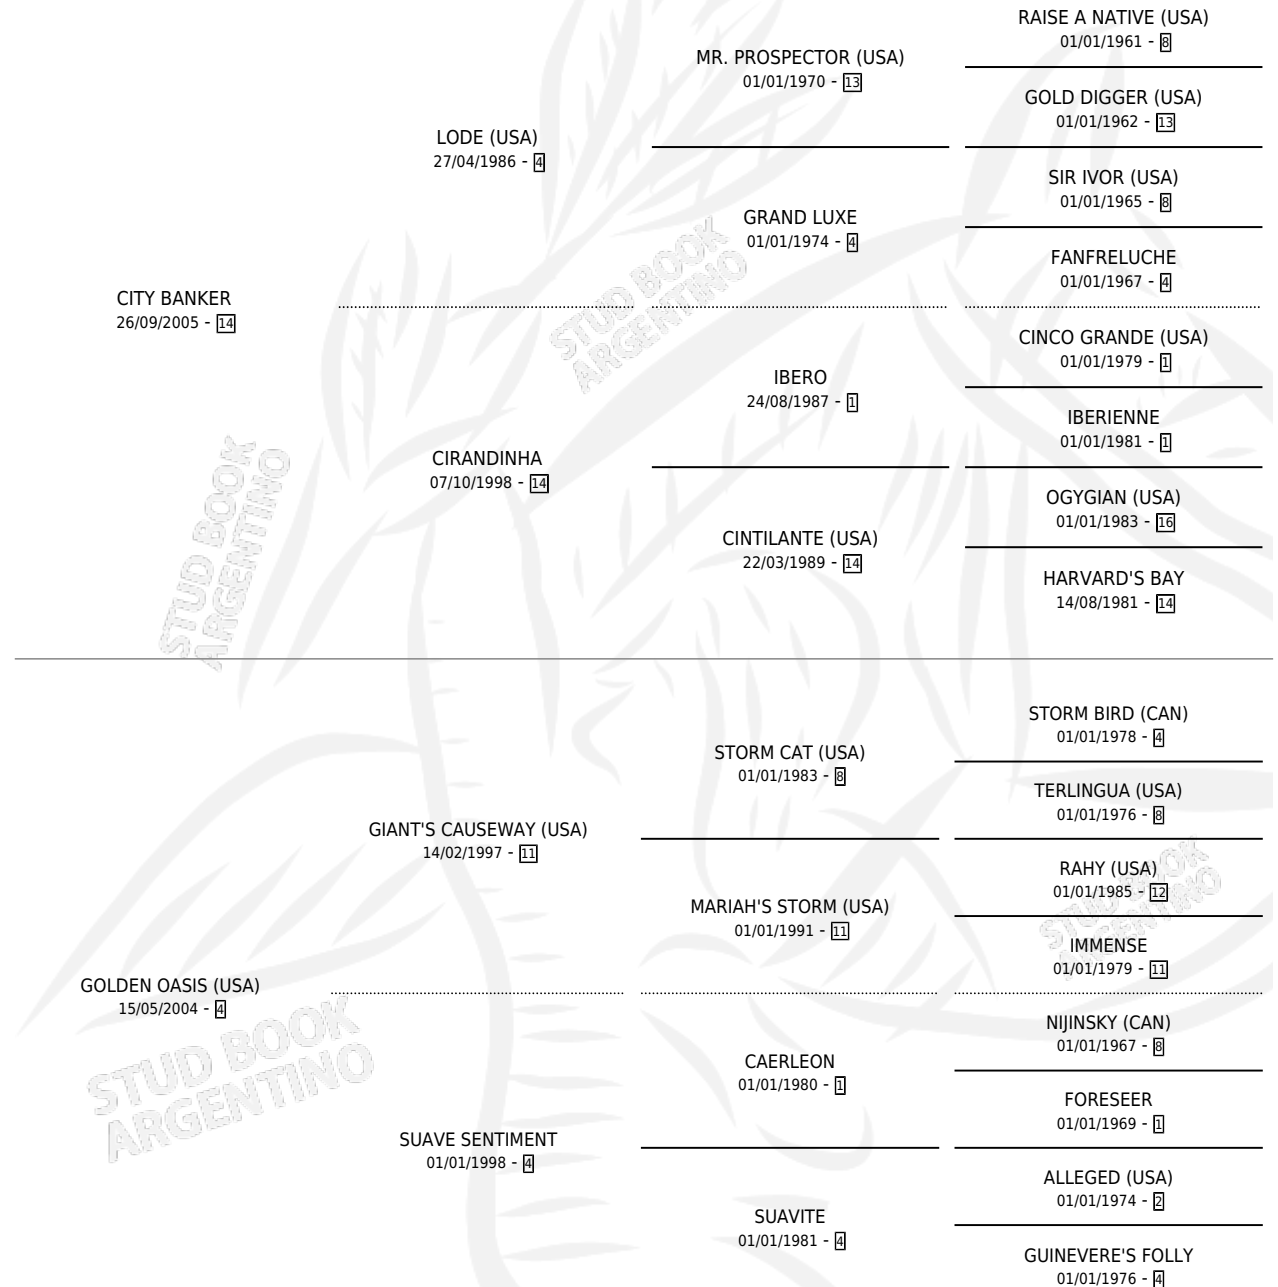 RAISE A NATIVE (USA)
01/01/1961 - 8
MR. PROSPECTOR (USA)
01/01/1970 - 13
GOLD DIGGER (USA)
01/01/1962 - 13
LODE (USA)
27/04/1986 - 4
SIR IVOR (USA)
01/01/1965 - 8
GRAND LUXE
01/01/1974 - 4
FANFRELUCHE
01/01/1967 - 4
CITY BANKER
26/09/2005 - 14
STUD BOOK
ARGENTINO
CINCO GRANDE (USA)
01/01/1979 - 1
IBERO
24/08/1987 - 1
IBERIENNE
01/01/1981 - 1
CIRANDINHA
07/10/1998 - 14
OGYGIAN (USA)
01/01/1983 - 16
CINTILANTE (USA)
22/03/1989 - 14
HARVARD'S BAY
14/08/1981 - 14
STUD BOOK
ARGENTINO
STORM BIRD (CAN)
01/01/1978 - 4
STORM CAT (USA)
01/01/1983 - 8
TERLINGUA (USA)
01/01/1976 - 8
GIANT'S CAUSEWAY (USA)
14/02/1997 - 11
RAHY (USA)
01/01/1985 - 12
MARIAH'S STORM (USA)
01/01/1991 - 11
STUD BOOK
ARGENTINO
IMMENSE
01/01/1979 - 11
GOLDEN OASIS (USA)
15/05/2004 - 4
STUD BOOK
ARGENTINO
NIJINSKY (CAN)
01/01/1967 - 8
CAERLEON
01/01/1980 - 1
FORESEER
01/01/1969 - 1
SUAVE SENTIMENT
01/01/1998 - 4
ALLEGED (USA)
01/01/1974 - 2
SUAVITE
01/01/1981 - 4
GUINEVERE'S FOLLY
01/01/1976 - 4